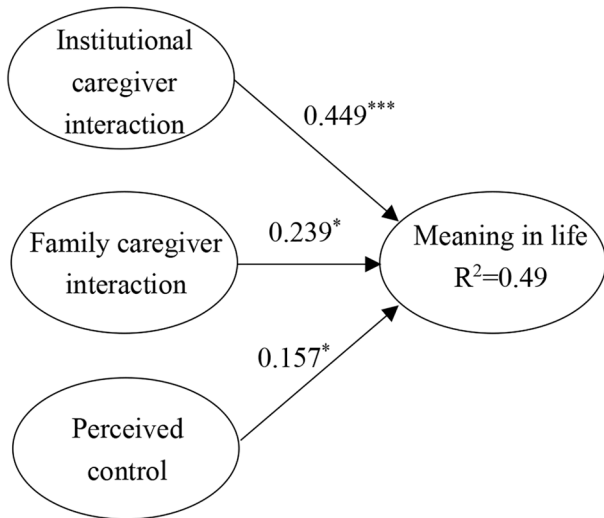 Institutional
caregiver
interaction
0.449***
Family caregiver
interaction
0.239*
Meaning in life
R²=0.49
0.157*
Perceived
control